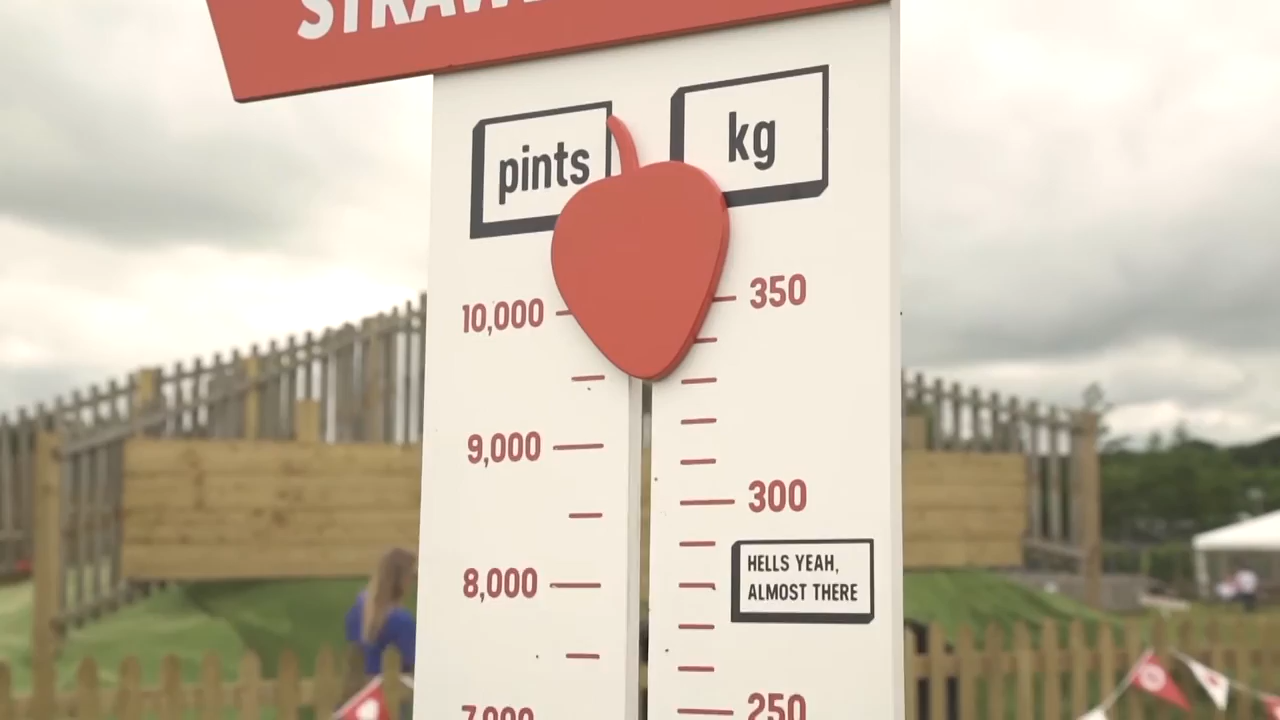 pints
kg
10,000
350
9,000
300
HELLS YEAH,
ALMOST THERE
8,000
250